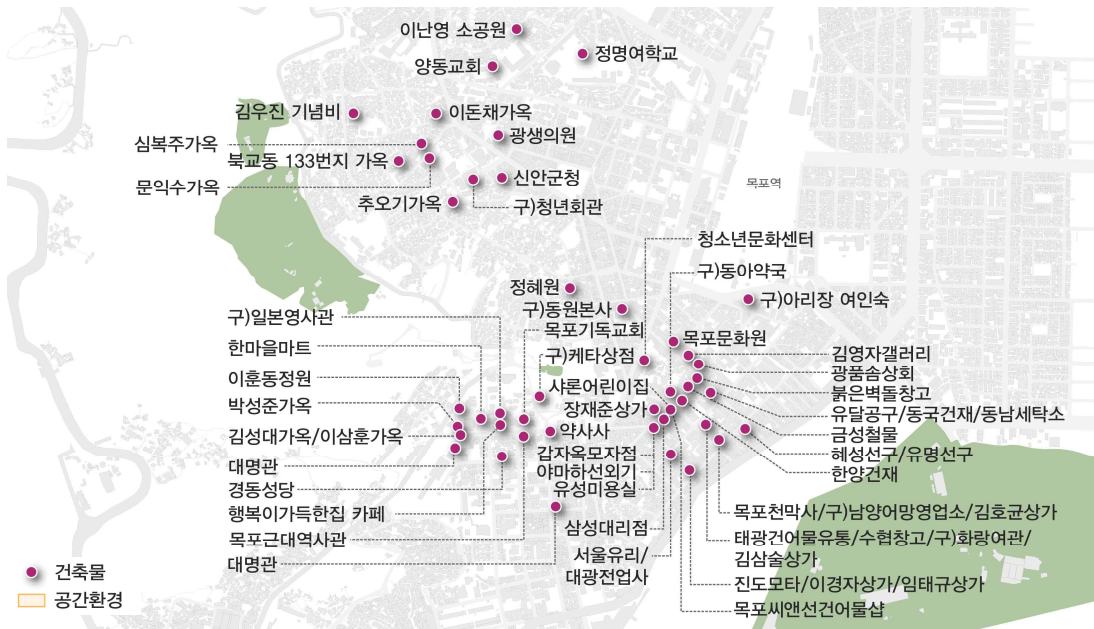 이난영 소공원
정명여학교
양동교회
김우진 기념비
이돈채가옥
광생의원
심복주가옥
북교동 133번지 가옥
문익수가옥
신안군청
추오기가옥
구)청년회관
목포역
청소년문화센터
구)동아약국
정혜원
구)아리장 여인숙
구)동원본사
구)일본영사관
목포기독교회
목포문화원
한마을마트
구)케타상점
김영자갤러리
광품솜상회
이훈동정원
샤론어린이집
붉은벽돌창고
박성준가옥
장재준상가
유달공구/동국건재/동남세탁소
김성대가옥/이삼훈가옥
약사사
금성철물
대명관
갑자옥모자점
혜성선구/유명선구
야마하선외기
한양건재
경동성당
유성미용실
행복이가득한집 카페
목포천막사/구)남양어망영업소/김호균상가
삼성대리점
목포근대역사관
태광건어물유통/수협창고/구)화랑여관/
김삼술상가
서울유리/
대광전업사
대명관
건축물
진도모타/이경자상가/임태규상가
공간환경
목포씨앤선건어물샵